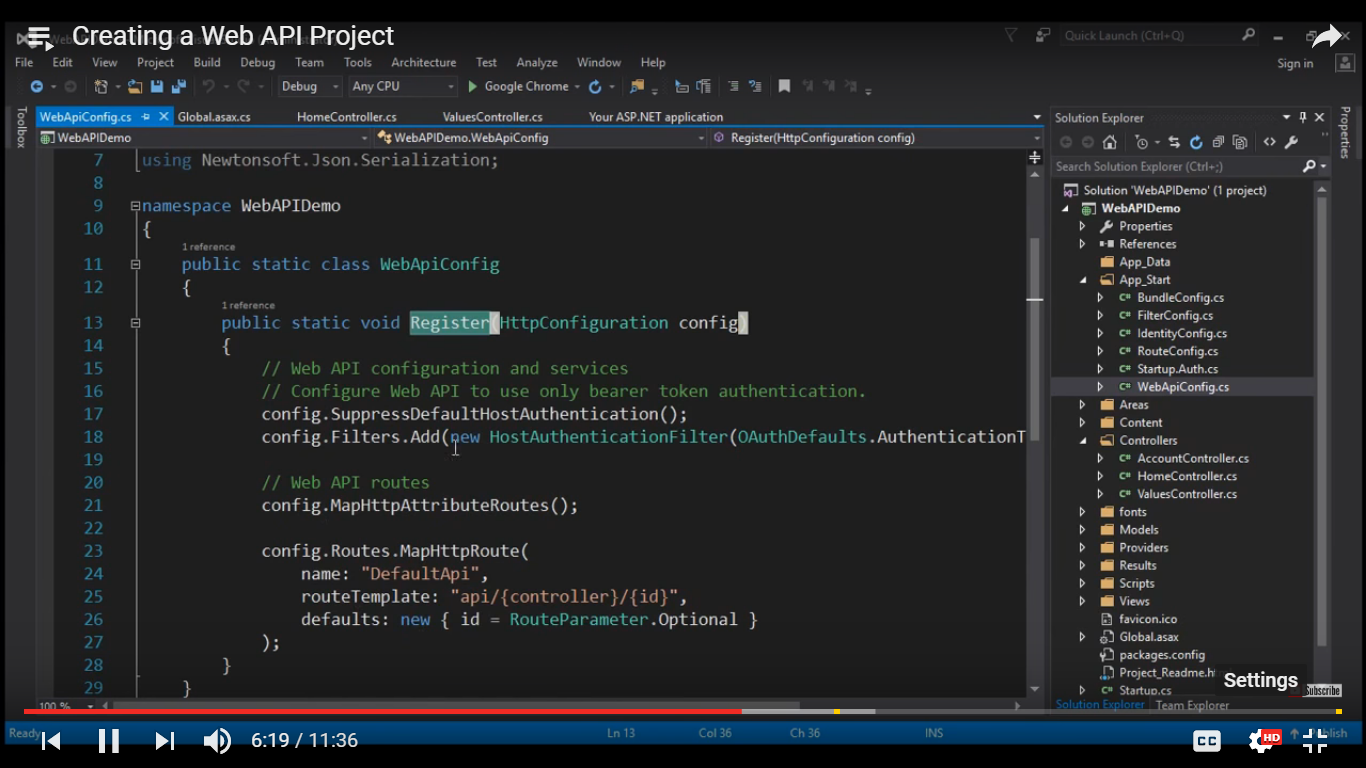 Creating a Web API Project
Quick Launch (Ctrl+Q)
File Edit View Project Build Debug Team Tools Architecture Test Analyze Window Help
Sign in
Debug Any CPU Google Chrome
Toolbox
WebApiConfig.cs Global.asax.cs HomeController.cs ValuesController.cs Your ASP.NET application
WebAPIDemo WebAPIDemo.WebApiConfig Register(HttpConfiguration config)
7 using Newtonsoft.Json.Serialization;
8
9 namespace WebAPIDemo
10 {
1 reference
11 public static class WebApiConfig
12 {
1 reference
13 public static void Register(HttpConfiguration config)
14 {
15 // Web API configuration and services
16 // Configure Web API to use only bearer token authentication.
17 config.SuppressDefaultHostAuthentication();
18 config.Filters.Add(new HostAuthenticationFilter(OAuthDefaults.AuthenticationT
19
20 // Web API routes
21 config.MapHttpAttributeRoutes();
22
23 config.Routes.MapHttpRoute(
24 name: "DefaultApi",
25 routeTemplate: "api/{controller}/{id}",
26 defaults: new { id = RouteParameter.Optional }
27 );
28 }
29 }
100 %
Solution Explorer
Properties
Search Solution Explorer (Ctrl+;)
Solution 'WebAPIDemo' (1 project)
WebAPIDemo
Properties
References
App_Data
App_Start
C# BundleConfig.cs
C# FilterConfig.cs
C# IdentityConfig.cs
C# RouteConfig.cs
C# Startup.Auth.cs
C# WebApiConfig.cs
Areas
Content
Controllers
C# AccountController.cs
C# HomeController.cs
C# ValuesController.cs
fonts
Models
Providers
Results
Scripts
Views
favicon.ico
Global.asax
packages.config
Project_Readme.ht
C# Startup.cs
Settings
Subscribe
Solution Explorer Team Explorer
Ready Ln 13 Col 36 Ch 36 INS Publish
6:19 / 11:36
CC
HD